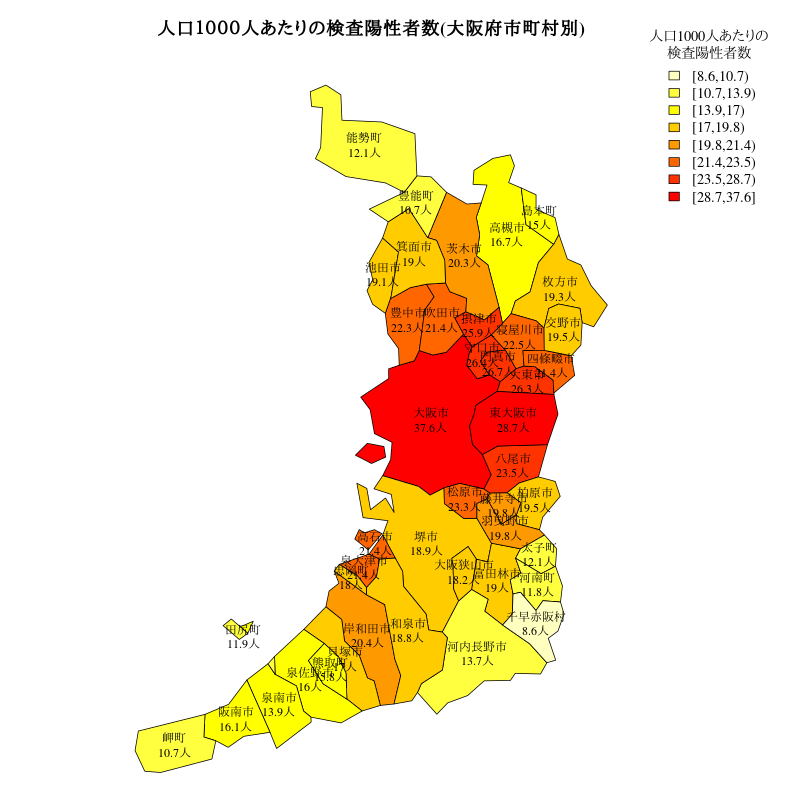 人口1000人あたりの検査陽性者数(大阪府市町村別)
人口1000人あたりの
検査陽性者数
[8.6,10.7)
[10.7,13.9)
[13.9,17)
[17,19.8)
[19.8,21.4)
[21.4,23.5)
[23.5,28.7)
[28.7,37.6]
能勢町
12.1人
豊能町
10.7人
島本町
15人
高槻市
16.7人
茨木市
20.3人
箕面市
19人
池田市
19.1人
枚方市
19.3人
豊中市
22.3人
吹田市
21.4人
摂津市
25.9人
交野市
19.5人
寝屋川市
22.5人
守口市
26.4人
門真市
26.7人
四條畷市
21.4人
大東市
26.3人
大阪市
37.6人
東大阪市
28.7人
八尾市
23.5人
松原市
23.3人
藤井寺市
19.8人
柏原市
19.5人
羽曳野市
19.8人
高石市
21.4人
堺市
18.9人
太子町
12.1人
泉大津市
21.4人
忠岡町
18人
大阪狭山市
18.2人
富田林市
19人
河南町
11.8人
千早赤阪村
8.6人
田尻町
11.9人
岸和田市
20.4人
和泉市
18.8人
河内長野市
13.7人
貝塚市
17人
熊取町
15.8人
泉佐野市
16人
泉南市
13.9人
阪南市
16.1人
岬町
10.7人